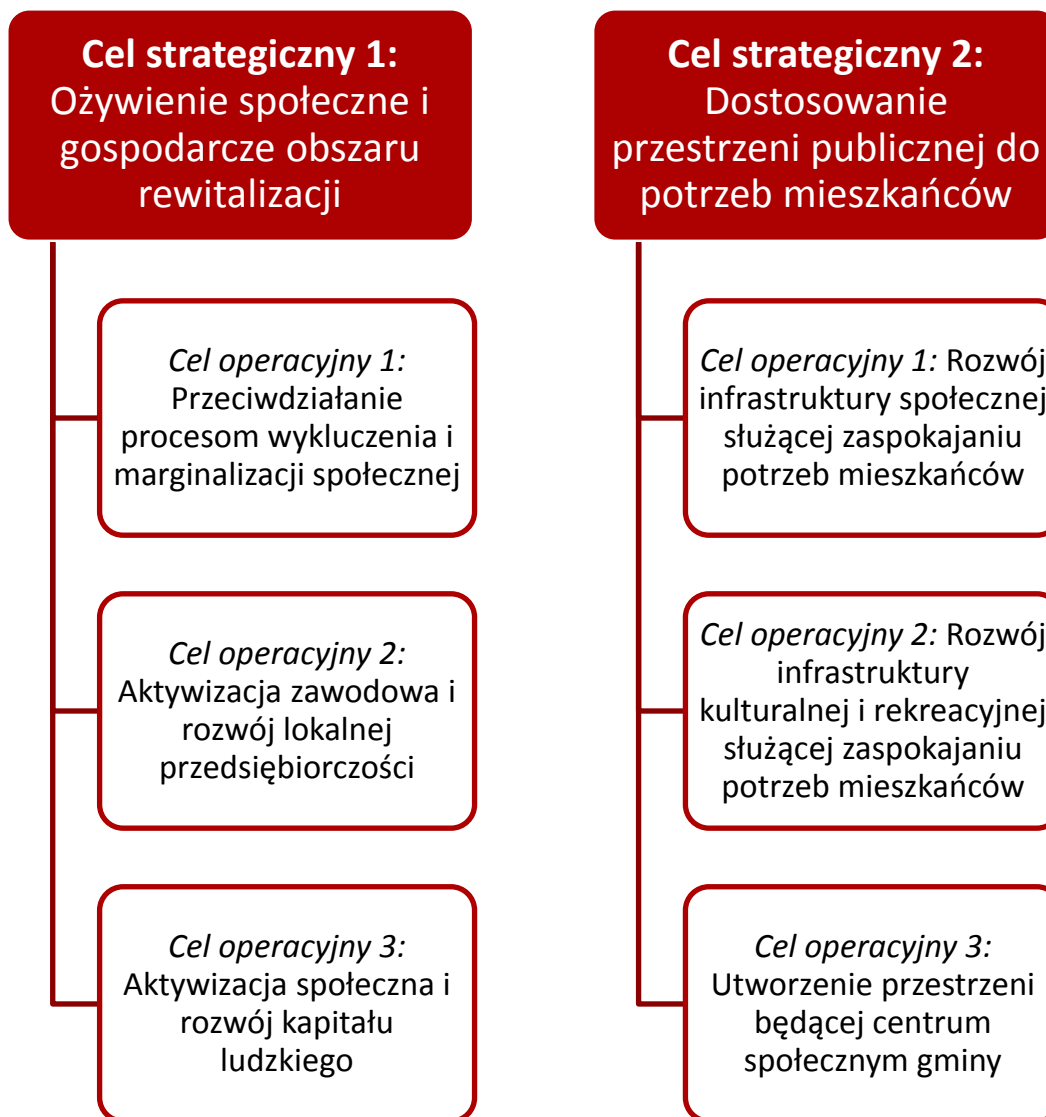 Cel strategiczny 1:
Ożywienie społeczne i
gospodarcze obszaru
rewitalizacji
Cel operacyjny 1:
Przeciwdziałanie
procesom wykluczenia i
marginalizacji społecznej
Cel operacyjny 2:
Aktywizacja zawodowa i
rozwój lokalnej
przedsiębiorczości
Cel operacyjny 3:
Aktywizacja społeczna i
rozwój kapitału
ludzkiego
Cel strategiczny 2:
Dostosowanie
przestrzeni publicznej do
potrzeb mieszkańców
Cel operacyjny 1: Rozwój
infrastruktury społecznej
służącej zaspokajaniu
potrzeb mieszkańców
Cel operacyjny 2: Rozwój
infrastruktury
kulturalnej i rekreacyjnej
służącej zaspokajaniu
potrzeb mieszkańców
Cel operacyjny 3:
Utworzenie przestrzeni
będącej centrum
społecznym gminy